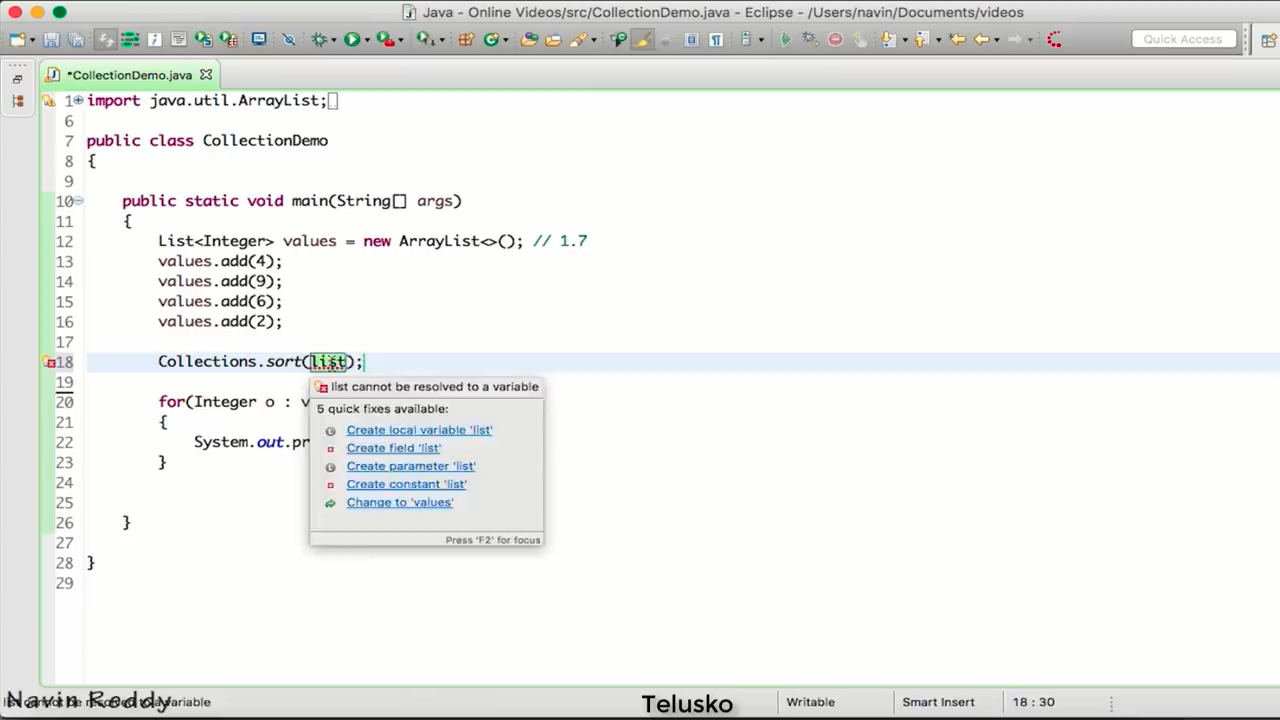 Java - Online Videos/src/CollectionDemo.java - Eclipse - /Users/navin/Documents/videos
Quick Access
*CollectionDemo.java
1 import java.util.ArrayList;
6
7 public class CollectionDemo
8 {
9
10 public static void main(String[] args)
11 {
12 List<Integer> values = new ArrayList<>(); // 1.7
13 values.add(4);
14 values.add(9);
15 values.add(6);
16 values.add(2);
17
18 Collections.sort(list);
19
list cannot be resolved to a variable
20 for(Integer o : v
5 quick fixes available:
21 {
Create local variable 'list'
22 System.out.pr
Create field 'list'
23 }
Create parameter 'list'
24
Create constant 'list'
25
Change to 'values'
26 }
27
Press 'F2' for focus
28 }
29
Navin Reddy
list cannot be resolved to a variable
Telusko
Writable
Smart Insert
18 : 30